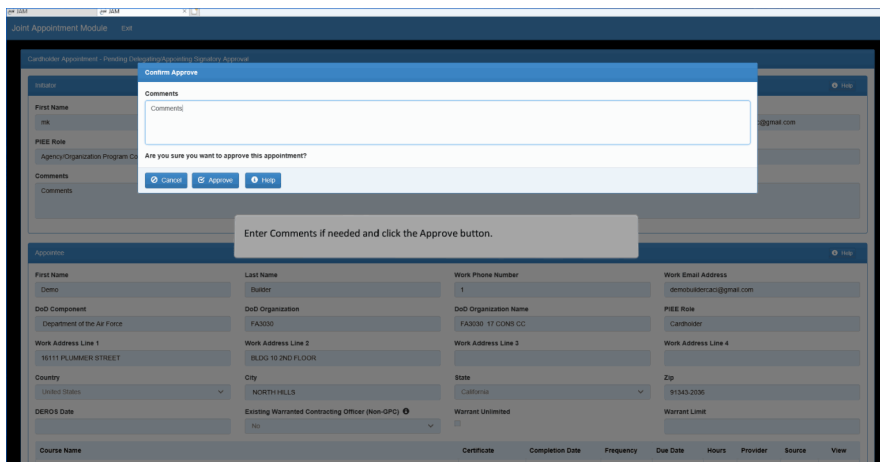 JAM JAM
Joint Appointment Module Exit
Cardholder Appointment - Pending Delegating/Appointing Signatory Approval
Confirm Approve
Initiator Help
Comments
First Name
Comments
mk @gmail.com
PIEE Role
Agency/Organization Program Co
Are you sure you want to approve this appointment?
Comments
Cancel Approve Help
Comments
Enter Comments if needed and click the Approve button.
Appointee Help
First Name Last Name Work Phone Number Work Email Address
Demo Builder 1 demobuildercaci@gmail.com
DoD Component DoD Organization DoD Organization Name PIEE Role
Department of the Air Force FA3030 FA3030 17 CONS CC Cardholder
Work Address Line 1 Work Address Line 2 Work Address Line 3 Work Address Line 4
16111 PLUMMER STREET BLDG 10 2ND FLOOR
Country City State Zip
United States NORTH HILLS California 91343-2036
DEROS Date Existing Warranted Contracting Officer (Non-GPC) Warrant Unlimited Warrant Limit
No
Course Name Certificate Completion Date Frequency Due Date Hours Provider Source View